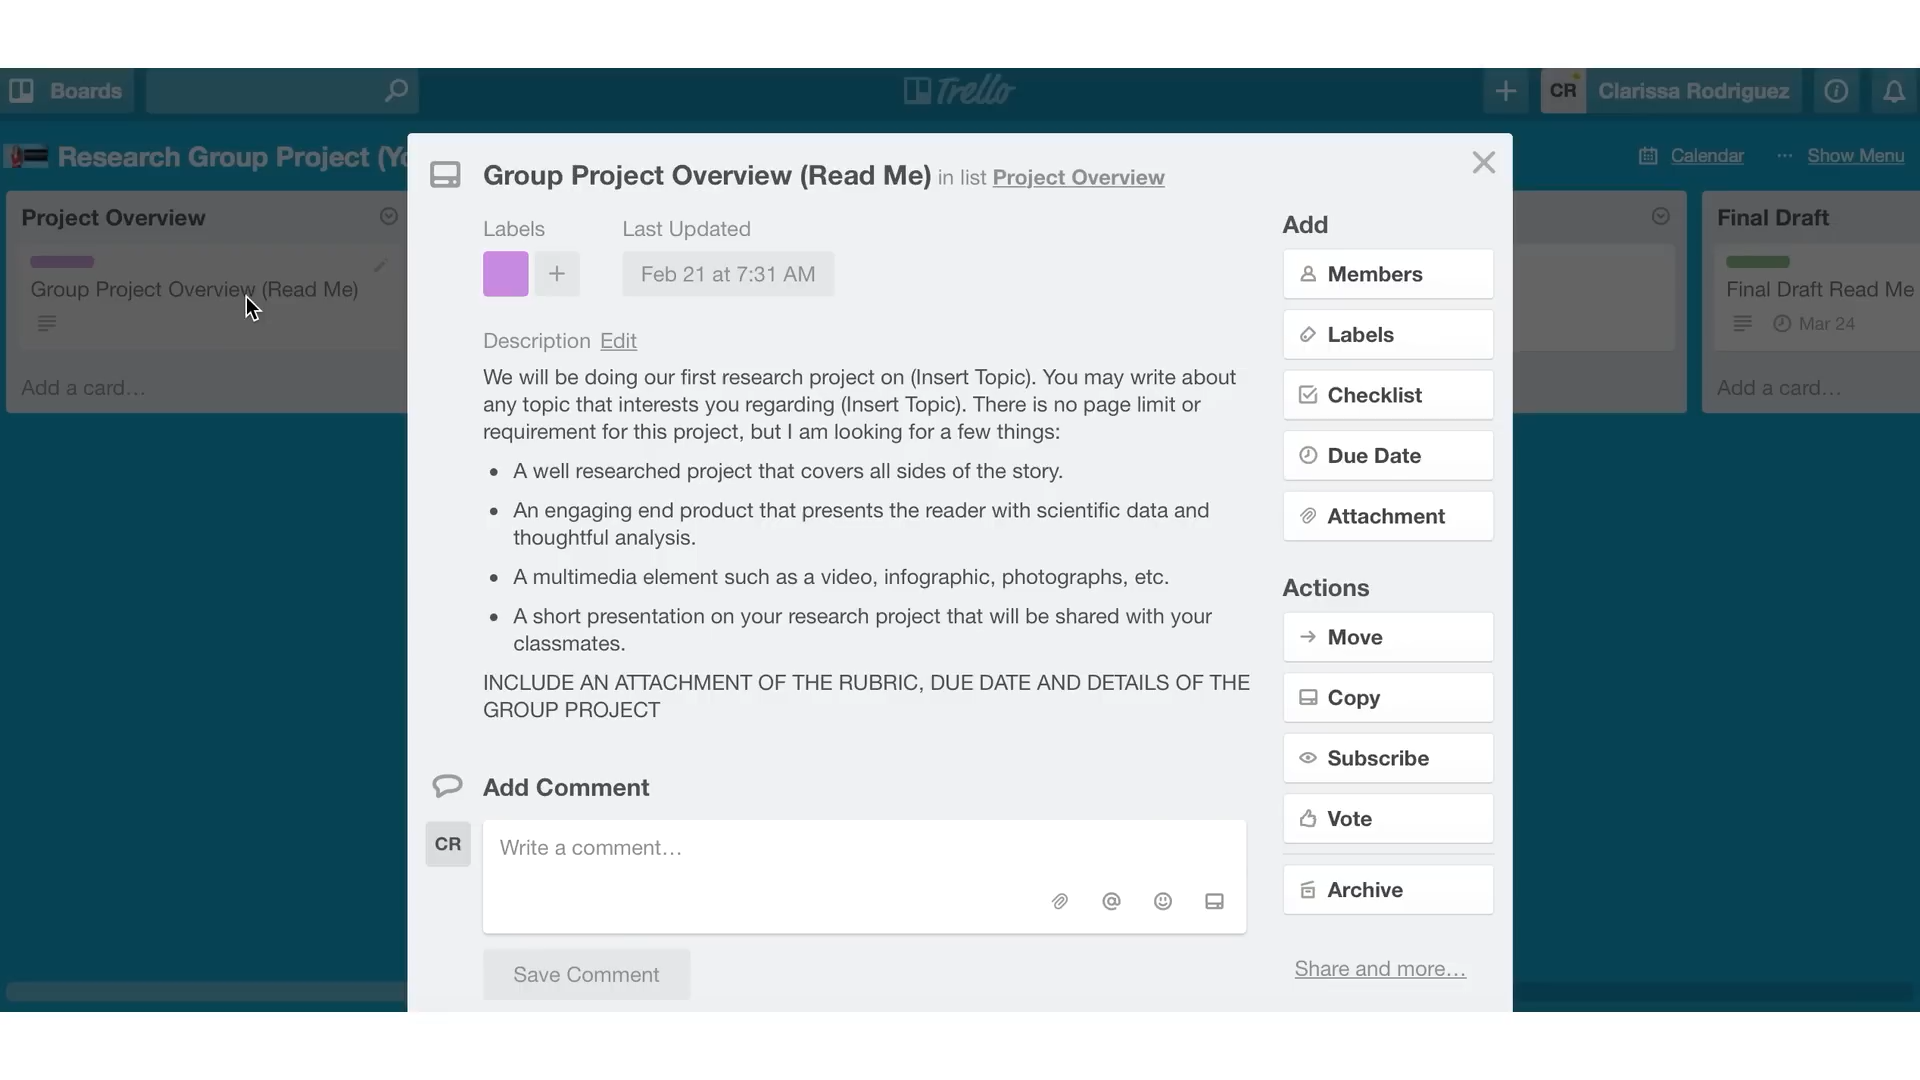 Boards
Trello
CR
Clarissa Rodriguez
Research Group Project (Yo
Calendar
Show Menu
Project Overview
Group Project Overview (Read Me)
Add a card…
Group Project Overview (Read Me) in list Project Overview
Labels
Last Updated
Feb 21 at 7:31 AM
Description Edit
We will be doing our first research project on (Insert Topic). You may write about
any topic that interests you regarding (Insert Topic). There is no page limit or
requirement for this project, but I am looking for a few things:
• A well researched project that covers all sides of the story.
• An engaging end product that presents the reader with scientific data and
thoughtful analysis.
• A multimedia element such as a video, infographic, photographs, etc.
• A short presentation on your research project that will be shared with your
classmates.
INCLUDE AN ATTACHMENT OF THE RUBRIC, DUE DATE AND DETAILS OF THE
GROUP PROJECT
Add Comment
CR
Write a comment…
Save Comment
Add
Members
Labels
Checklist
Due Date
Attachment
Actions
Move
Copy
Subscribe
Vote
Archive
Share and more…
Final Draft
Final Draft Read Me
Mar 24
Add a card…